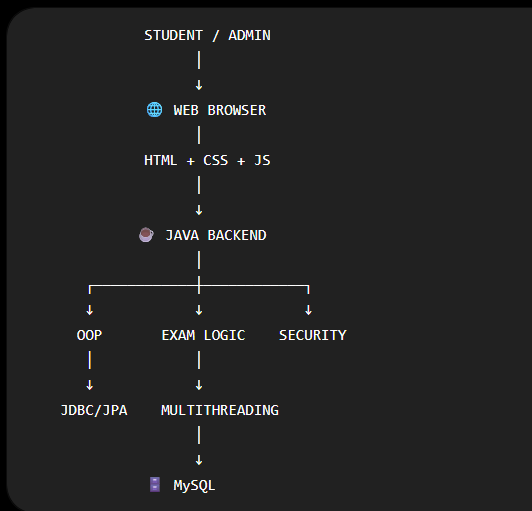 STUDENT / ADMIN
WEB BROWSER
HTML + CSS + JS
JAVA BACKEND
OOP EXAM LOGIC SECURITY
JDBC/JPA MULTITHREADING
MySQL